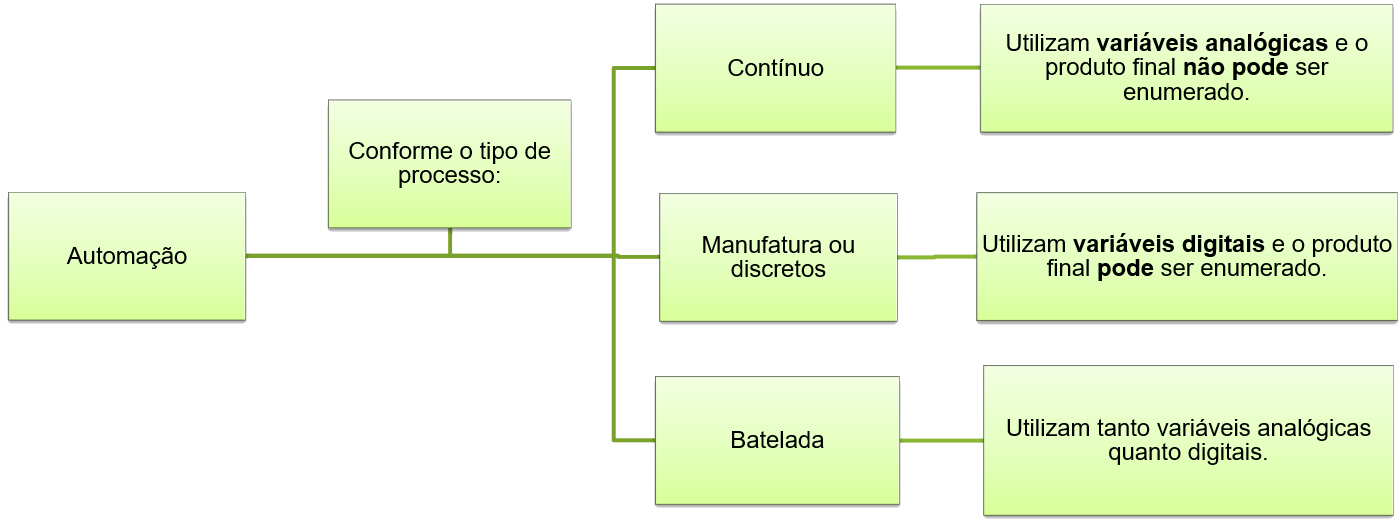 Automação
Conforme o tipo de
processo:
Contínuo
Utilizam variáveis analógicas e o
produto final não pode ser
enumerado.
Manufatura ou
discretos
Utilizam variáveis digitais e o produto
final pode ser enumerado.
Batelada
Utilizam tanto variáveis analógicas
quanto digitais.